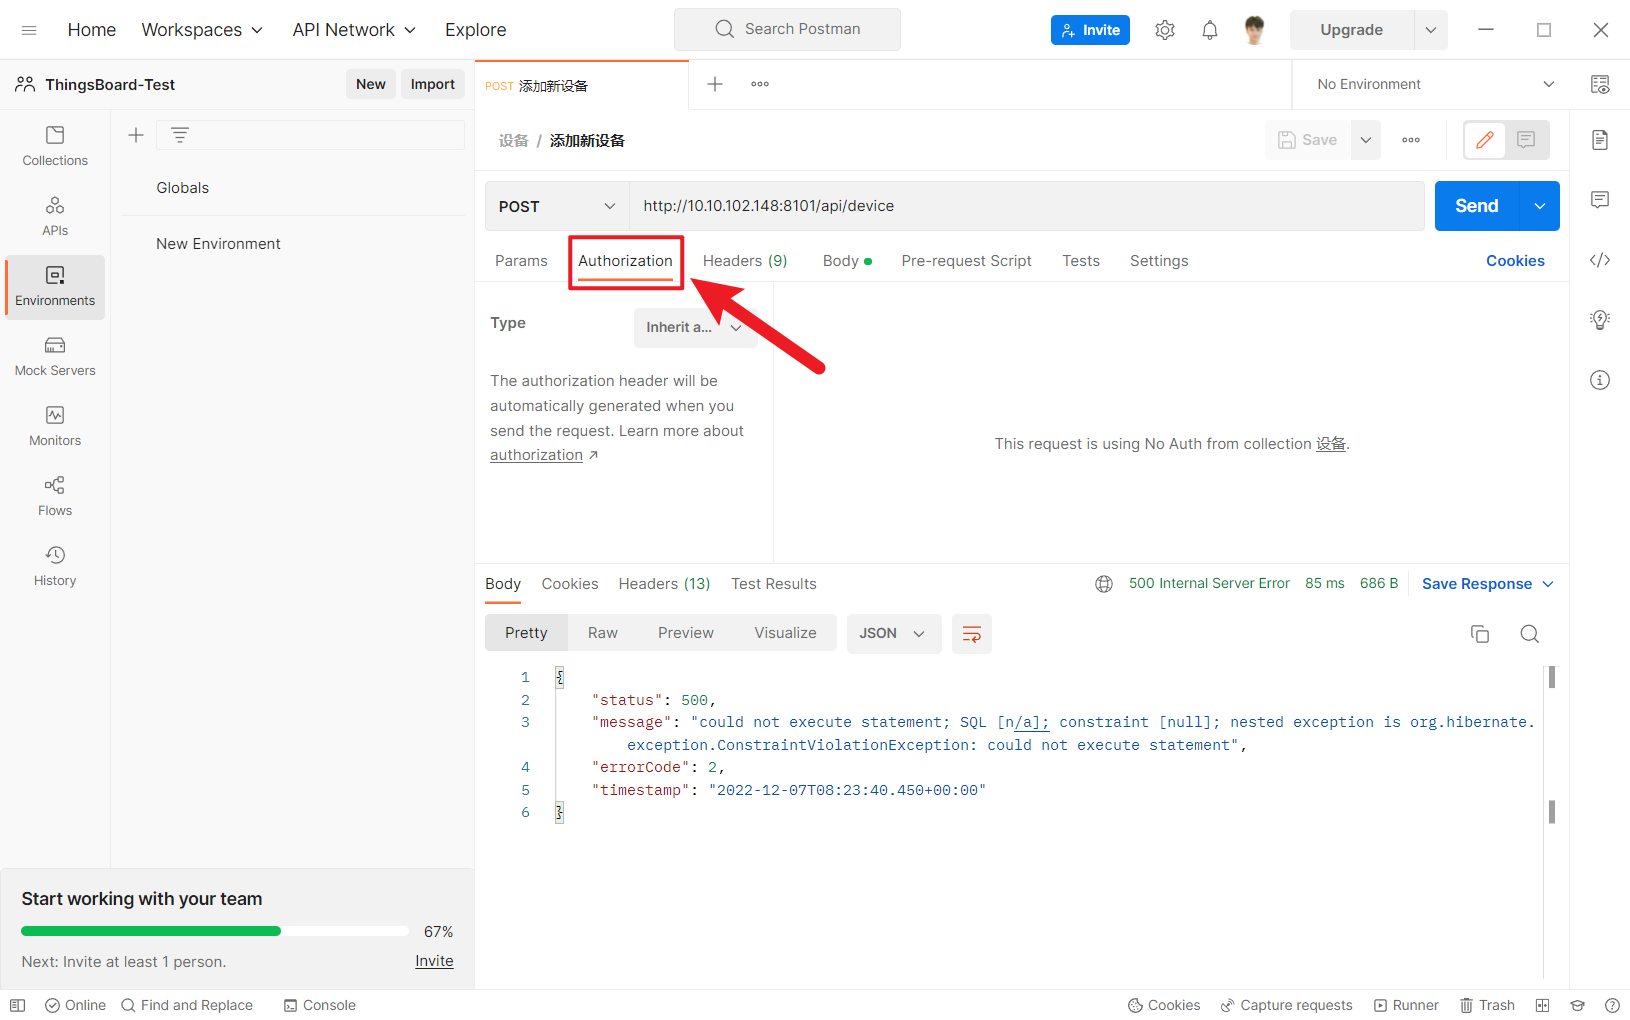 Home Workspaces API Network Explore Search Postman Invite Upgrade
ThingsBoard-Test New Import
POST 添加新设备
No Environment
Collections
APIs
Environments
Mock Servers
Monitors
Flows
History
Globals
New Environment
设备 / 添加新设备 Save
POST http://10.10.102.148:8101/api/device Send
Params Authorization Headers (9) Body Pre-request Script Tests Settings Cookies
Type Inherit a...
The authorization header will be
automatically generated when you
send the request. Learn more about
authorization ↗
This request is using No Auth from collection 设备.
Body Cookies Headers (13) Test Results 500 Internal Server Error 85 ms 686 B Save Response
Pretty Raw Preview Visualize JSON
1 {
2 "status": 500,
3 "message": "could not execute statement; SQL [n/a]; constraint [null]; nested exception is org.hibernate.
exception.ConstraintViolationException: could not execute statement",
4 "errorCode": 2,
5 "timestamp": "2022-12-07T08:23:40.450+00:00"
6 }
Start working with your team
67%
Next: Invite at least 1 person. Invite
Online Find and Replace Console Cookies Capture requests Runner Trash